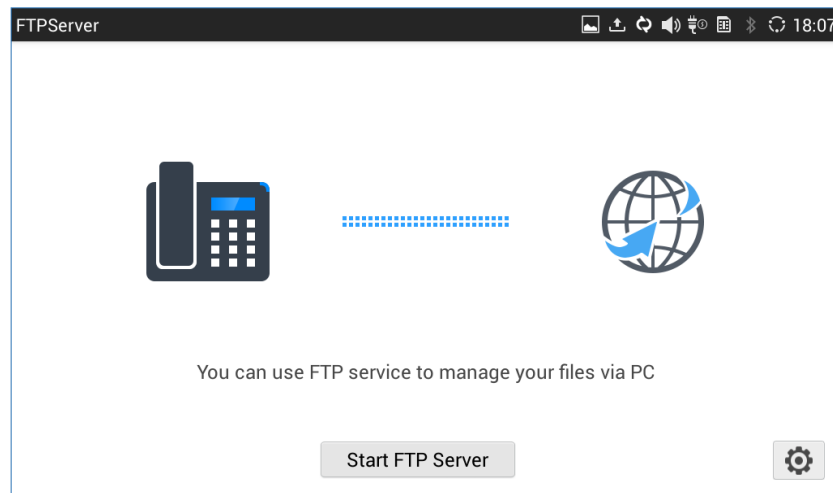 FTPServer 18:07
You can use FTP service to manage your files via PC
Start FTP Server